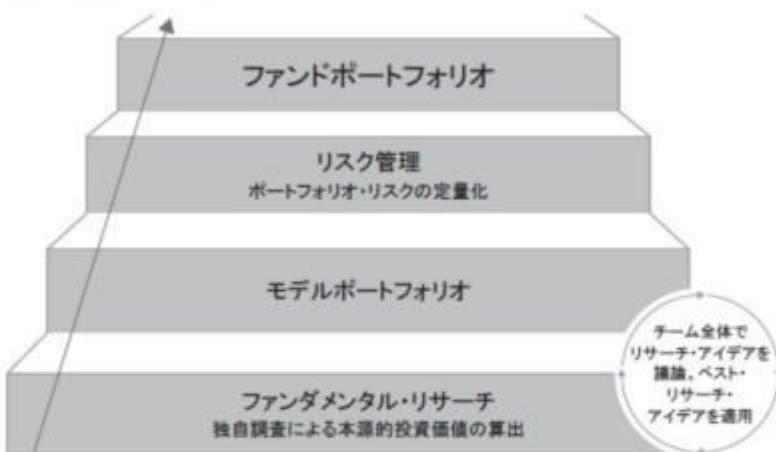 ファンドポートフォリオ
リスク管理
ポートフォリオ・リスクの定量化
モデルポートフォリオ
チーム全体で
リサーチ・アイデアを
議論。ベスト・
リサーチ・
アイデアを適用
ファンダメンタル・リサーチ
独自調査による本源的投資価値の算出